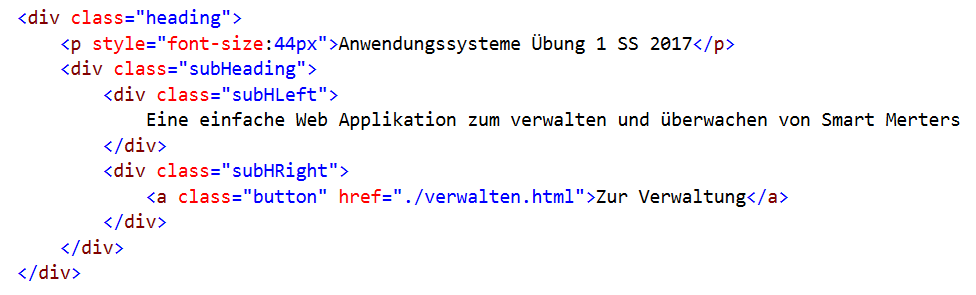 <div class="heading">
<p style="font-size:44px">Anwendungssysteme Übung 1 SS 2017</p>
<div class="subHeading">
<div class="subHLeft">
Eine einfache Web Applikation zum verwalten und überwachen von Smart Merters
</div>
<div class="subHRight">
<a class="button" href="./verwalten.html">Zur Verwaltung</a>
</div>
</div>
</div>